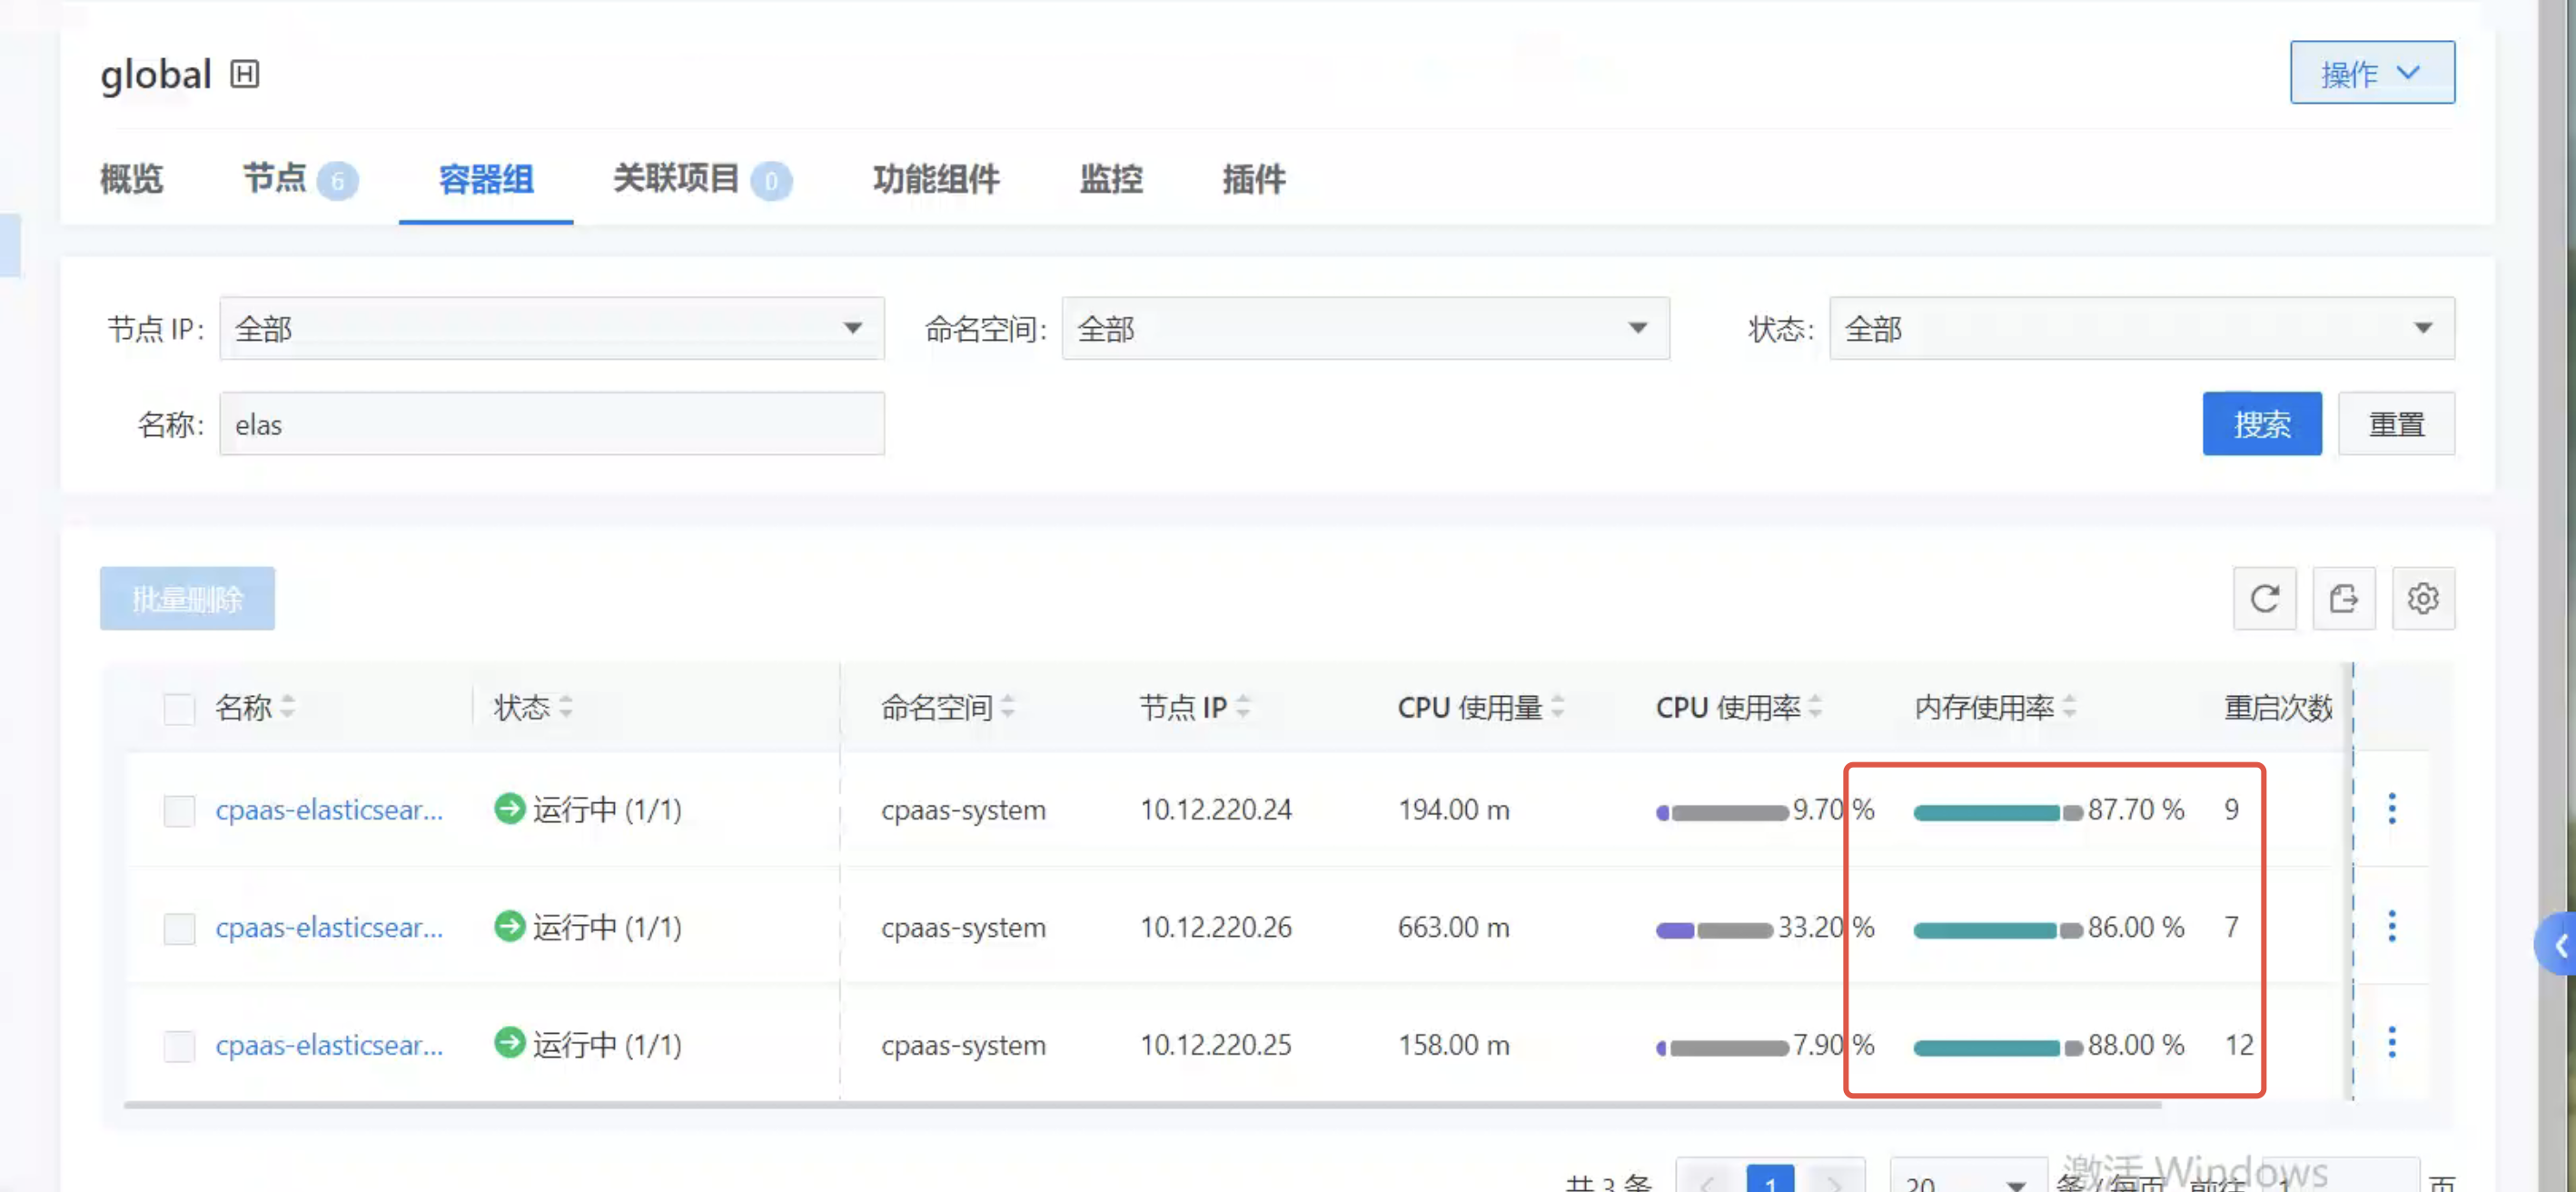 global H
操作
概览 节点 6 容器组 关联项目 0 功能组件 监控 插件
节点 IP: 全部 命名空间: 全部 状态: 全部
名称: elas 搜索 重置
批量删除
名称 状态 命名空间 节点 IP CPU 使用量 CPU 使用率 内存使用率 重启次数
cpaas-elasticsear... 运行中 (1/1) cpaas-system 10.12.220.24 194.00 m 9.70 % 87.70 % 9
cpaas-elasticsear... 运行中 (1/1) cpaas-system 10.12.220.26 663.00 m 33.20 % 86.00 % 7
cpaas-elasticsear... 运行中 (1/1) cpaas-system 10.12.220.25 158.00 m 7.90 % 88.00 % 12
共 3 条 1 20 条/每页 前往 1 页
激活 Windows